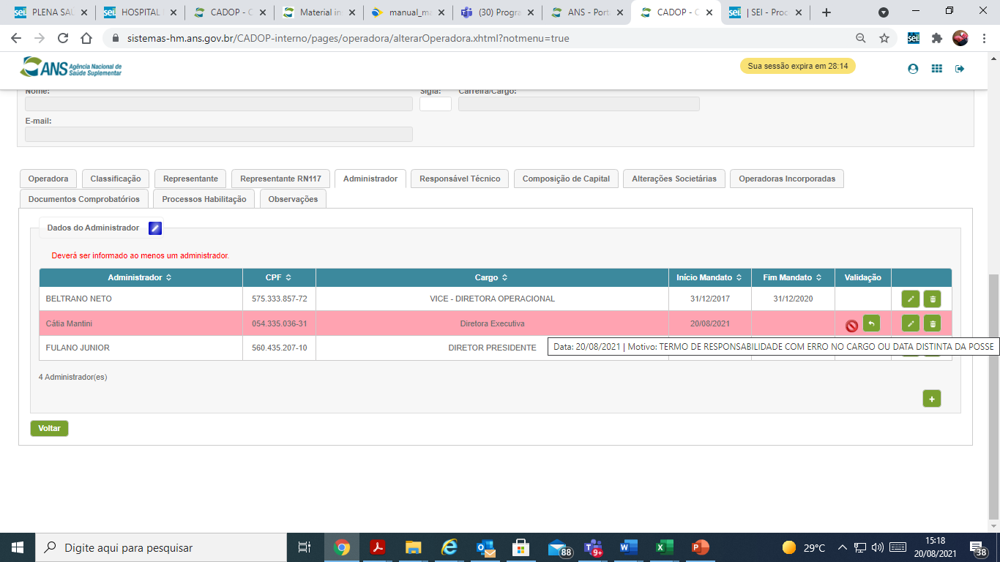 PLENA SAÚ
HOSPITAL
CADOP - C
Material in
manual_ma
(30) Progra
ANS - Port
CADOP - C
| SEI - Proc
sistemas-hm.ans.gov.br/CADOP-interno/pages/operadora/alterarOperadora.xhtml?notmenu=true
ANS Agência Nacional de
Saúde Suplementar
Sua sessão expira em 28:14
Nome: Sigla: Carreira/Cargo:
E-mail:
Operadora Classificação Representante Representante RN117 Administrador Responsável Técnico Composição de Capital Alterações Societárias Operadoras Incorporadas
Documentos Comprobatórios Processos Habilitação Observações
Dados do Administrador
Deverá ser informado ao menos um administrador.
Administrador CPF Cargo Início Mandato Fim Mandato Validação
BELTRANO NETO 575.333.857-72 VICE - DIRETORA OPERACIONAL 31/12/2017 31/12/2020
Cátia Mantini 054.335.036-31 Diretora Executiva 20/08/2021
FULANO JUNIOR 560.435.207-10 DIRETOR PRESIDENTE
Data: 20/08/2021 | Motivo: TERMO DE RESPONSABILIDADE COM ERRO NO CARGO OU DATA DISTINTA DA POSSE
4 Administrador(es)
+
Voltar
Digite aqui para pesquisar
88
9+
29°C
15:18
20/08/2021
38